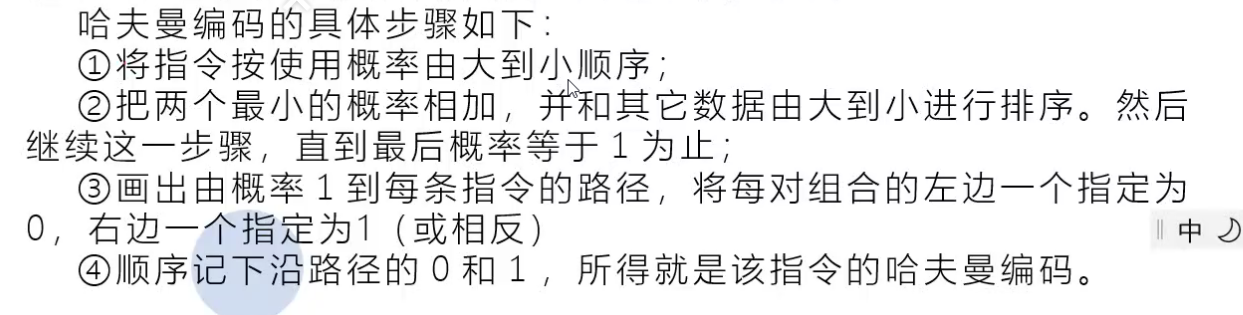 哈夫曼编码的具体步骤如下：
①将指令按使用概率由大到小顺序；
②把两个最小的概率相加，并和其它数据由大到小进行排序。然后
继续这一步骤，直到最后概率等于1为止；
③画出由概率1到每条指令的路径，将每对组合的左边一个指定为
0，右边一个指定为1（或相反）
中
④顺序记下沿路径的0和1，所得就是该指令的哈夫曼编码。